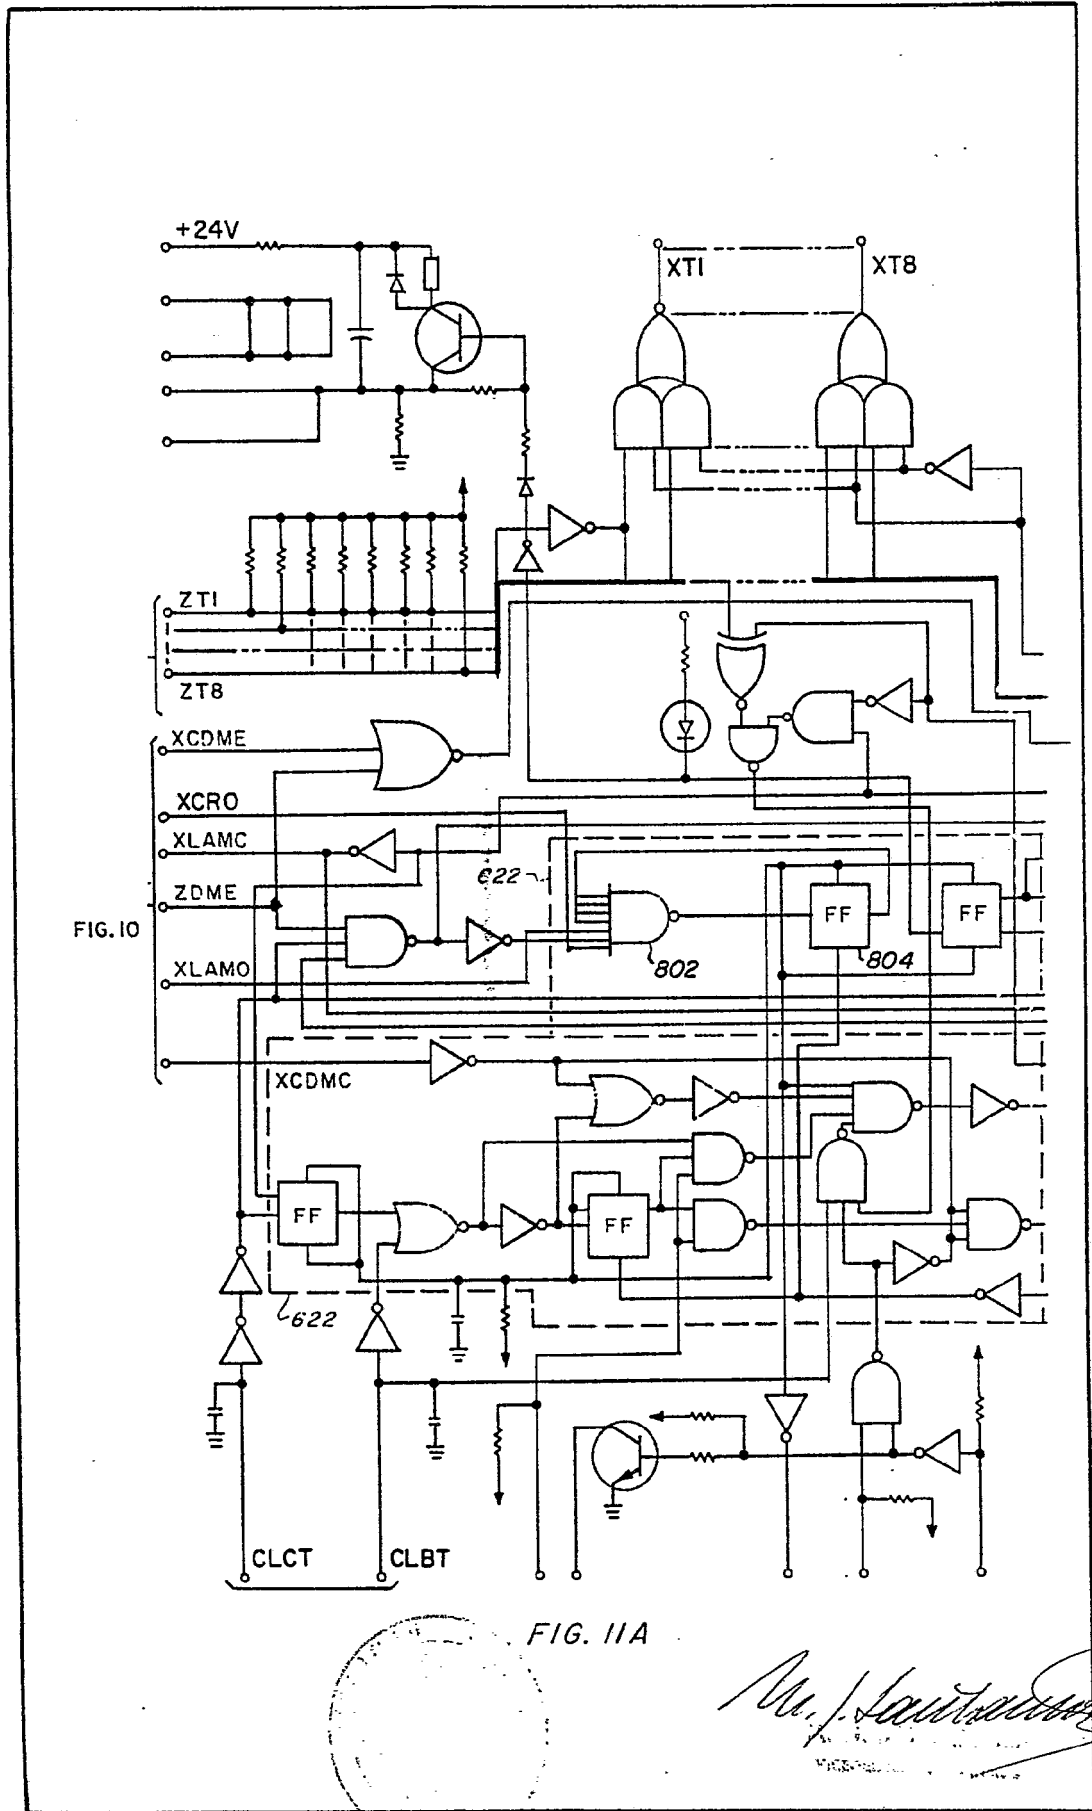 +24V
XT1
XT8
ZT1
ZT8
XCDME
XCRO
XLAMC
622
ZDME
FF
FF
FIG.10
802
804
XLAMO
XCDMC
FF
FF
622
CLCT
CLBT
FIG. 11A